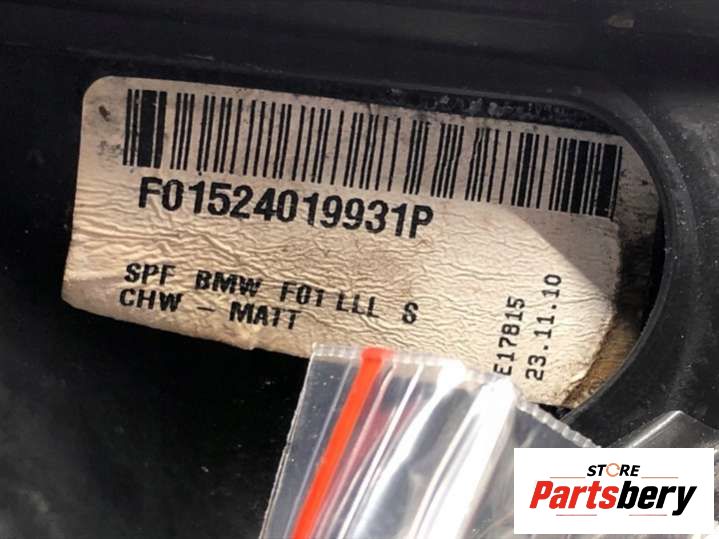 F01524019931P
SPF BMW F01 LLL S
CHW - MATT
E17815
23.11.10
STORE
Partsbery